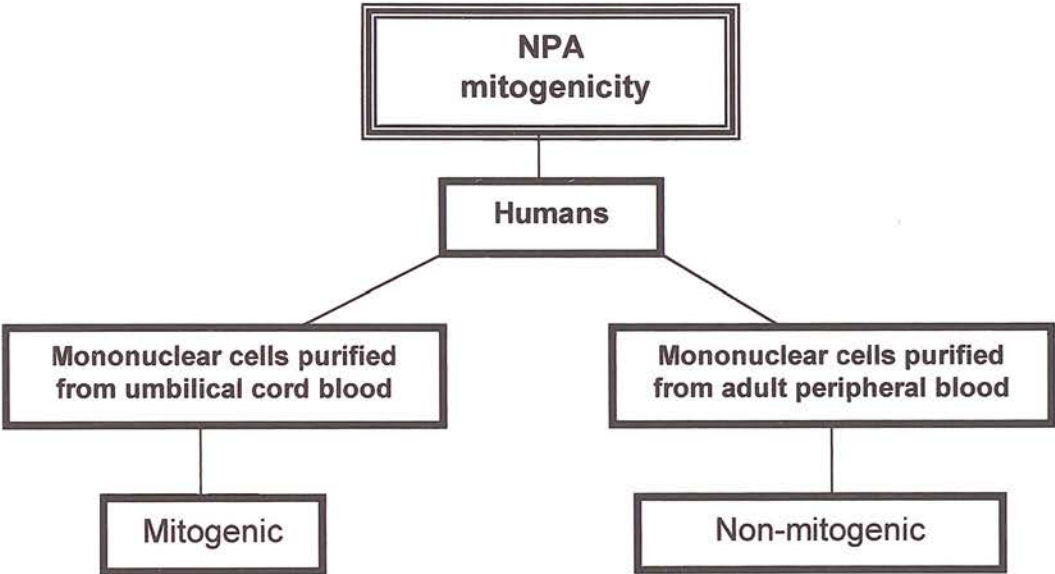 NPA
mitogenicity
Humans
Mononuclear cells purified
from umbilical cord blood
Mononuclear cells purified
from adult peripheral blood
Mitogenic
Non-mitogenic